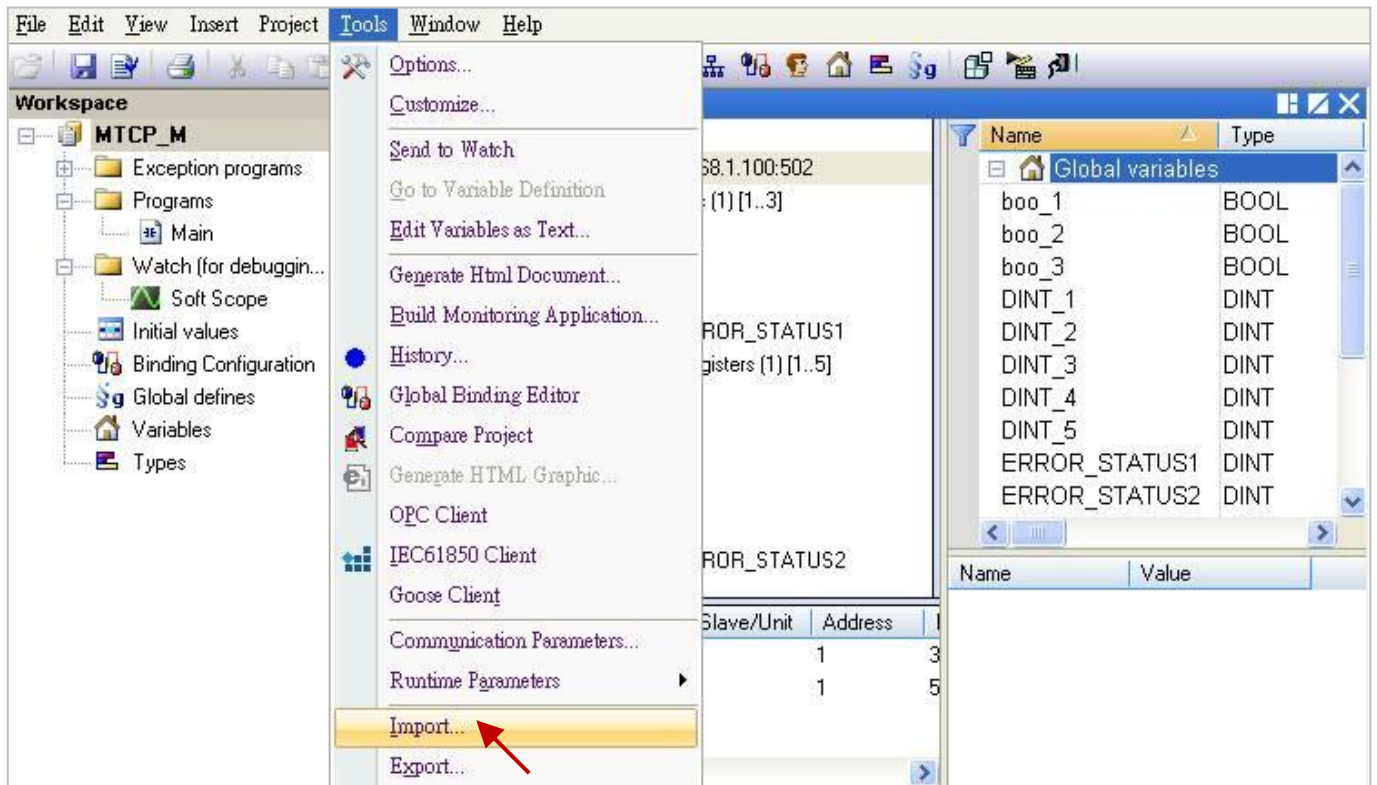 File Edit View Insert Project Tools Window Help
Workspace
MTCP_M
Exception programs
Programs
Main
Watch (for debuggin...
Soft Scope
Initial values
Binding Configuration
Global defines
Variables
Types
Options...
Customize...
Send to Watch
Go to Variable Definition
Edit Variables as Text...
Generate Html Document...
Build Monitoring Application...
History...
Global Binding Editor
Compare Project
Generate HTML Graphic...
OPC Client
IEC61850 Client
Goose Client
Communication Parameters...
Runtime Parameters
Import...
Export...
68.1.100:502
(1) [1..3]
ROR_STATUS1
gisters (1) [1..5]
ROR_STATUS2
Slave/Unit Address
1 3
1 5
Name Type
Global variables
boo_1 BOOL
boo_2 BOOL
boo_3 BOOL
DINT_1 DINT
DINT_2 DINT
DINT_3 DINT
DINT_4 DINT
DINT_5 DINT
ERROR_STATUS1 DINT
ERROR_STATUS2 DINT
Name Value